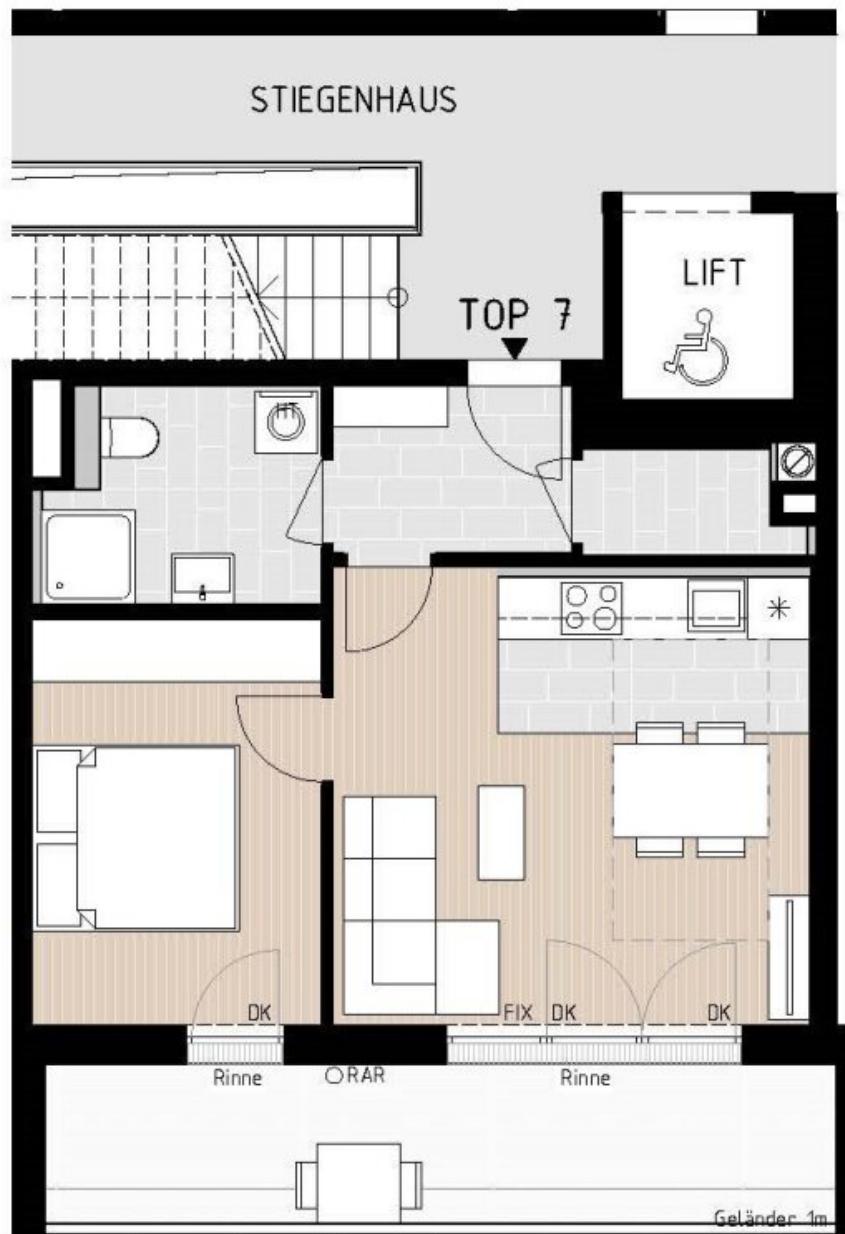 STIEGENHAUS
LIFT
TOP 7
HT
DK
FIX DK
DK
Rinne
RAR
Rinne
Geländer 1m